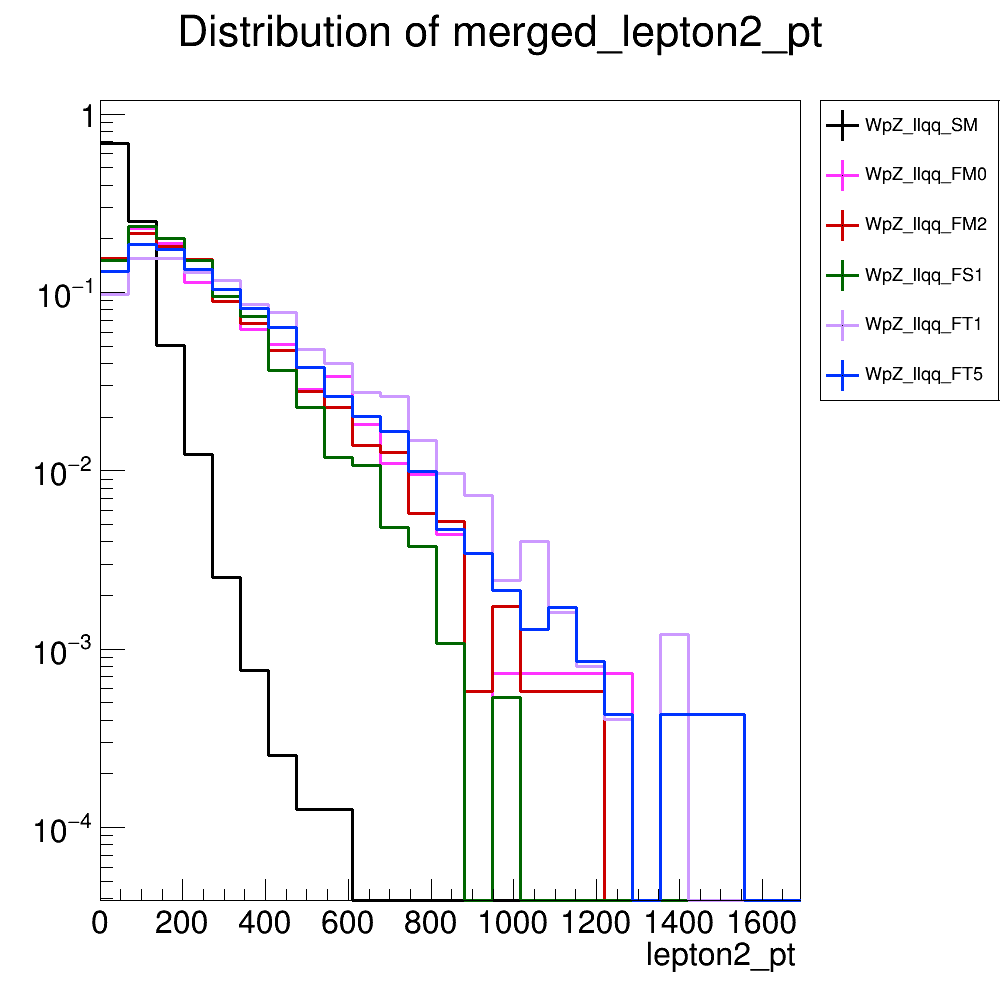 Distribution of merged_lepton2_pt
WpZ_llqq_SM
WpZ_llqq_FM0
WpZ_llqq_FM2
WpZ_llqq_FS1
WpZ_llqq_FT1
WpZ_llqq_FT5
1
10⁻¹
10⁻²
10⁻³
10⁻⁴
0 200 400 600 800 1000 1200 1400 1600
lepton2_pt